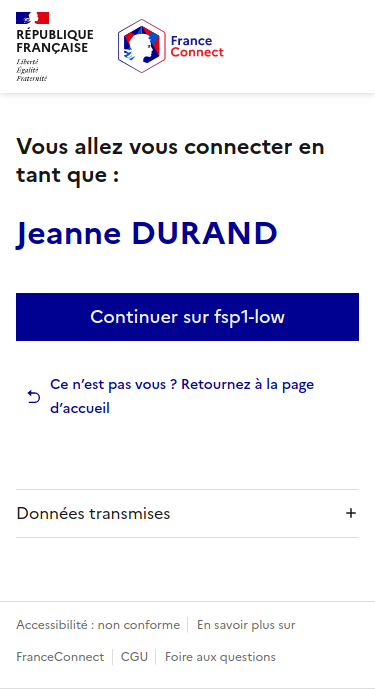 RÉPUBLIQUE
FRANÇAISE
Liberté
Égalité
Fraternité
France
Connect
Vous allez vous connecter en
tant que :
Jeanne DURAND
Continuer sur fsp1-low
Ce n’est pas vous ? Retournez à la page
d’accueil
Données transmises
Accessibilité : non conforme
En savoir plus sur
FranceConnect
CGU
Foire aux questions